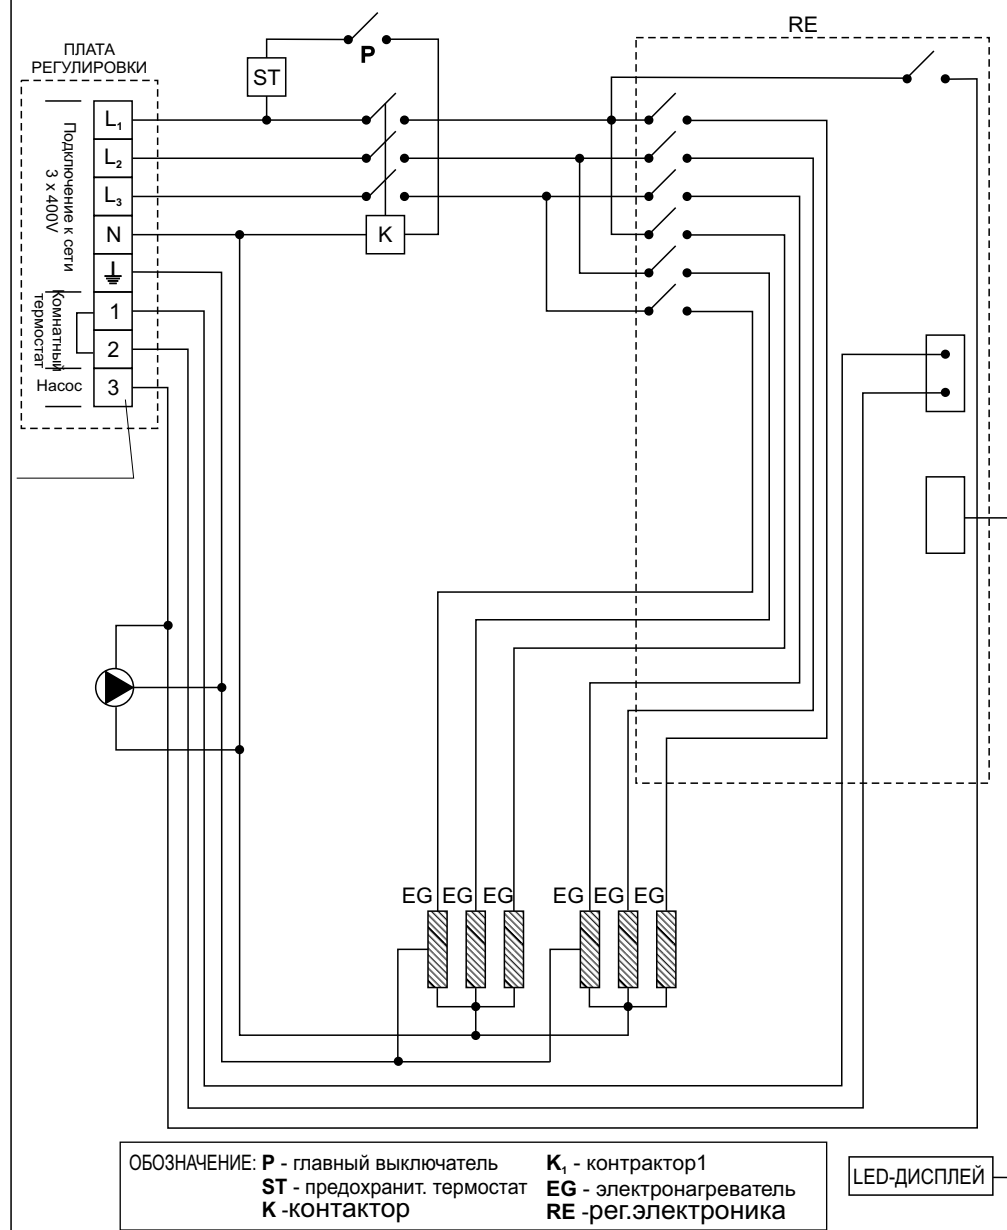 RE
ПЛАТА
РЕГУЛИРОВКИ
P
ST
L₁
L₂
L₃
N
K
1
2
3
Подключение к сети
3 x 400V
Комнатный
термостат
Насос
EG EG EG
EG EG EG
ОБОЗНАЧЕНИЕ: P - главный выключатель
ST - предохранит. термостат
K -контактор
K₁ - контрактор1
EG - электронагреватель
RE -рег.электроника
LED-ДИСПЛЕЙ